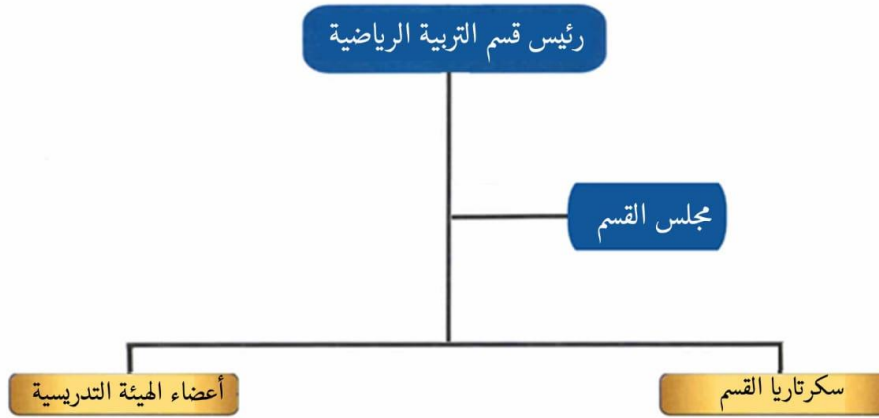 رئيس قسم التربية الرياضية
مجلس القسم
سكرتاريا القسم
أعضاء الهيئة التدريسية